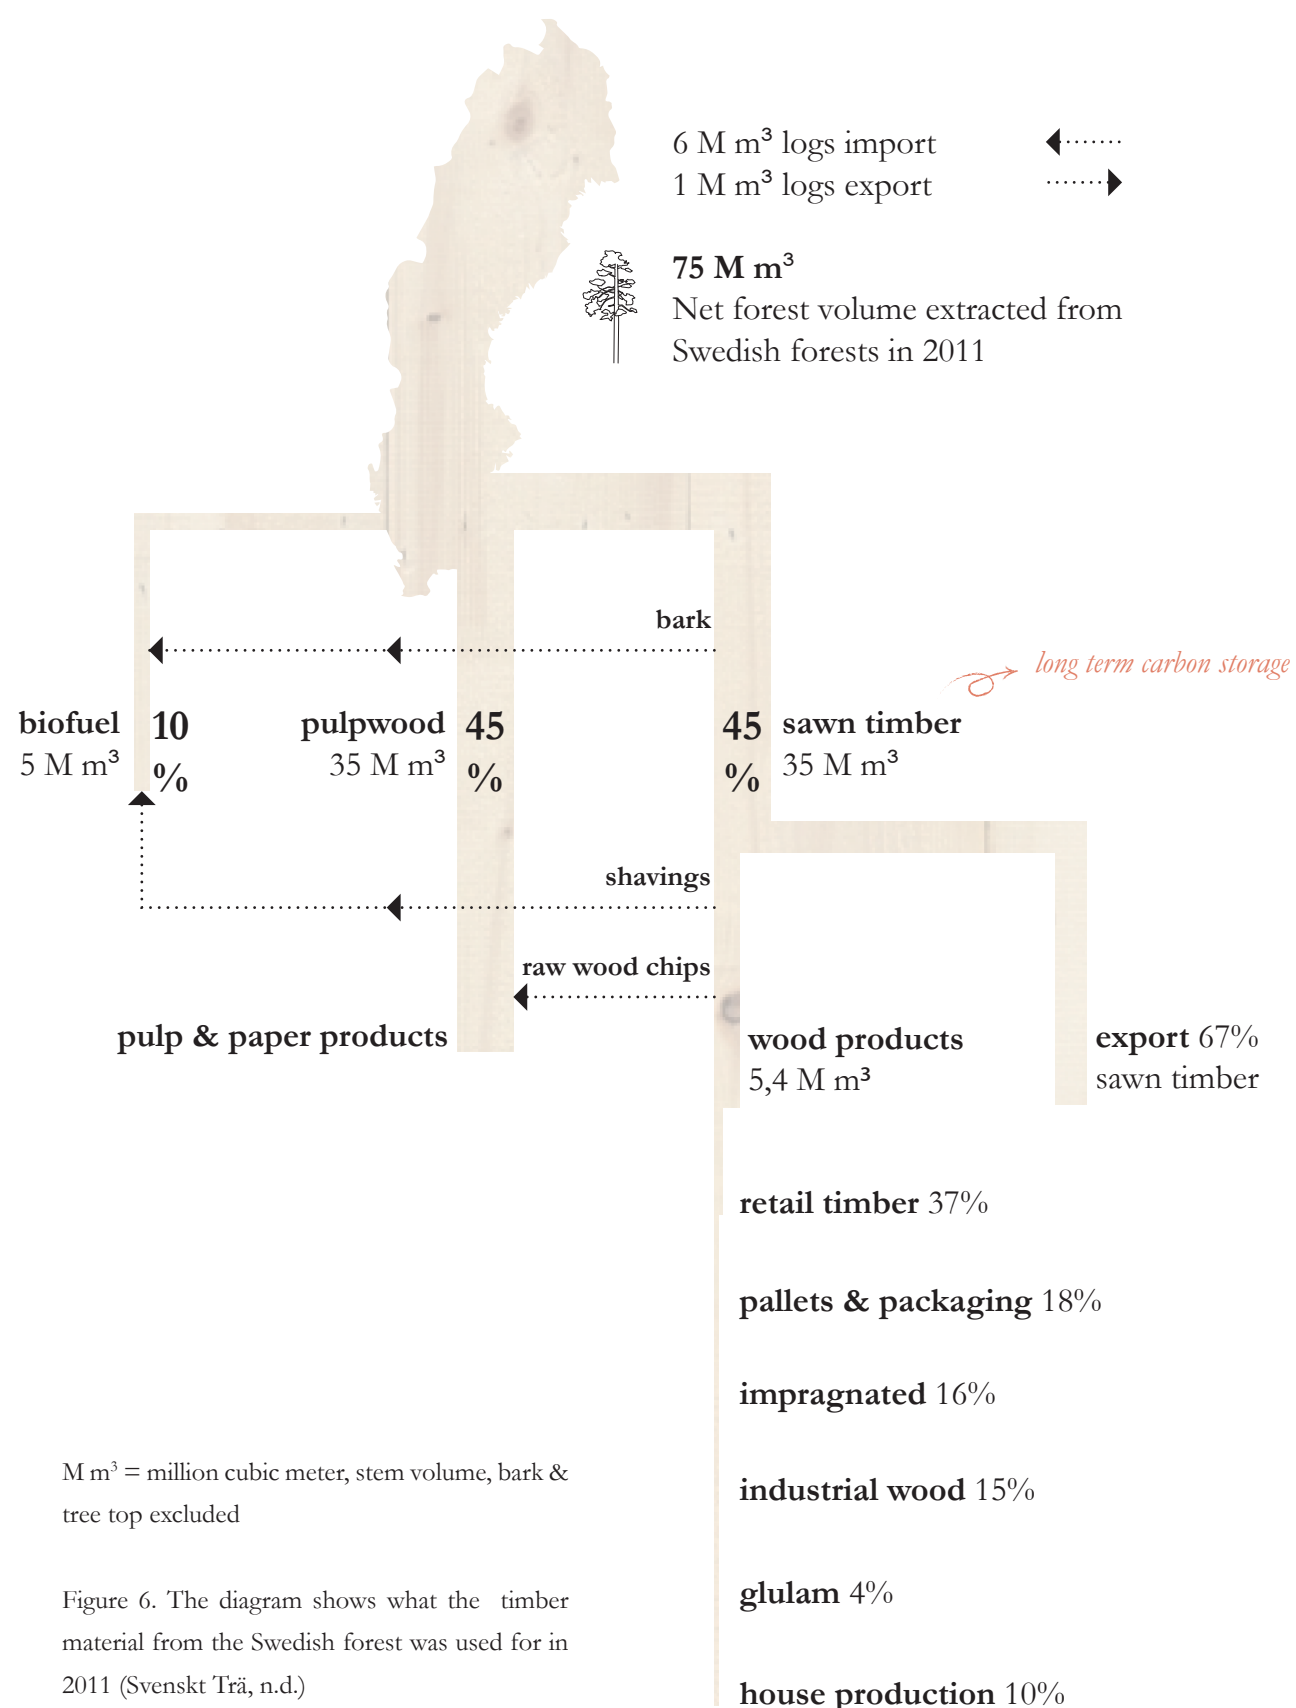 6 M m³ logs import
1 M m³ logs export
75 M m³
Net forest volume extracted from
Swedish forests in 2011
bark
long term carbon storage
biofuel 10
5 M m³ %
pulpwood 45
35 M m³ %
45 sawn timber
% 35 M m³
shavings
raw wood chips
pulp & paper products
wood products
5,4 M m³
export 67%
sawn timber
retail timber 37%
pallets & packaging 18%
impragnated 16%
industrial wood 15%
glulam 4%
house production 10%
M m³ = million cubic meter, stem volume, bark &
tree top excluded
Figure 6. The diagram shows what the timber
material from the Swedish forest was used for in
2011 (Svenskt Trä, n.d.)